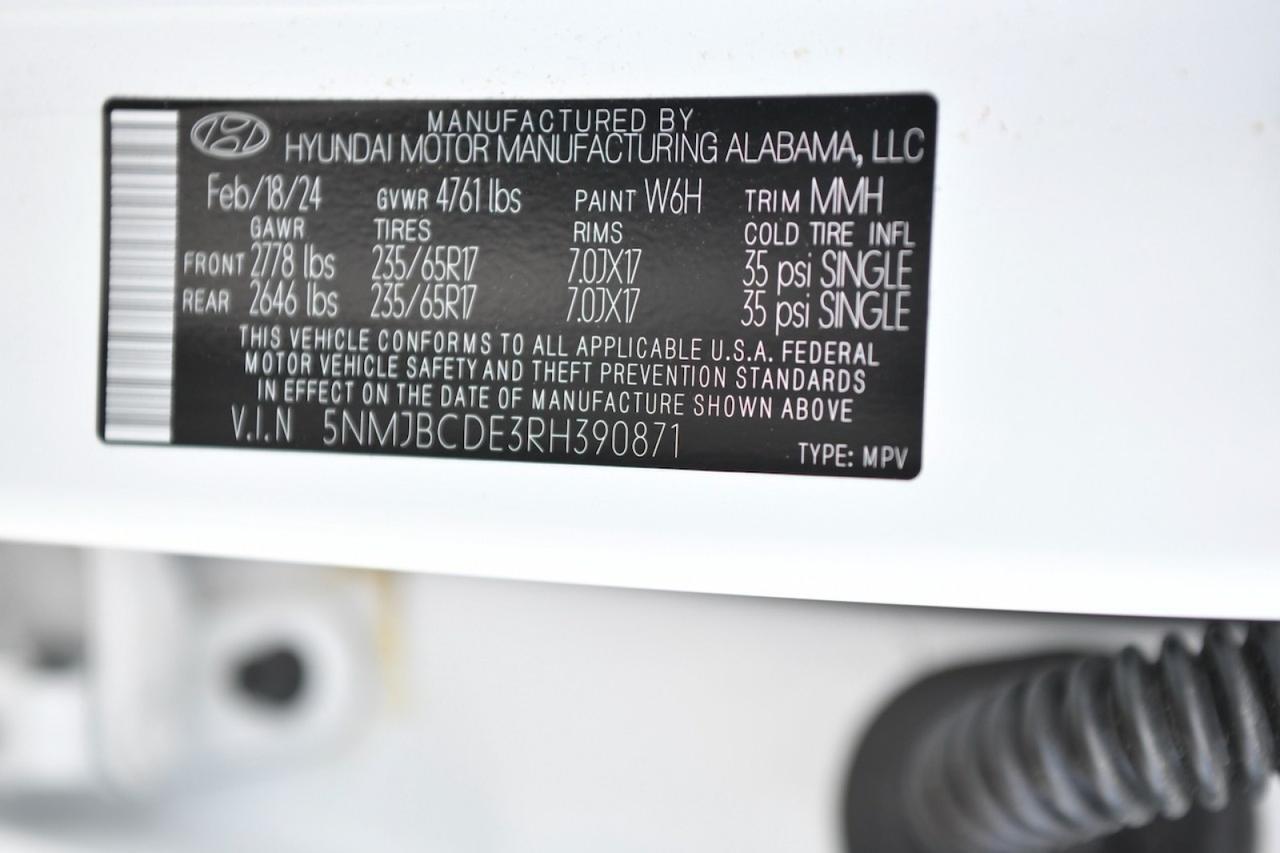 MANUFACTURED BY
HYUNDAI MOTOR MANUFACTURING ALABAMA, LLC
Feb/18/24 GVWR 4761 lbs PAINT W6H TRIM MMH
GAWR TIRES RIMS COLD TIRE INFL
FRONT 2778 lbs 235/65R17 7.0JX17 35 psi SINGLE
REAR 2646 lbs 235/65R17 7.0JX17 35 psi SINGLE
THIS VEHICLE CONFORMS TO ALL APPLICABLE U.S.A. FEDERAL
MOTOR VEHICLE SAFETY AND THEFT PREVENTION STANDARDS
IN EFFECT ON THE DATE OF MANUFACTURE SHOWN ABOVE
V.I.N 5NMJBCDE3RH390871 TYPE: MPV